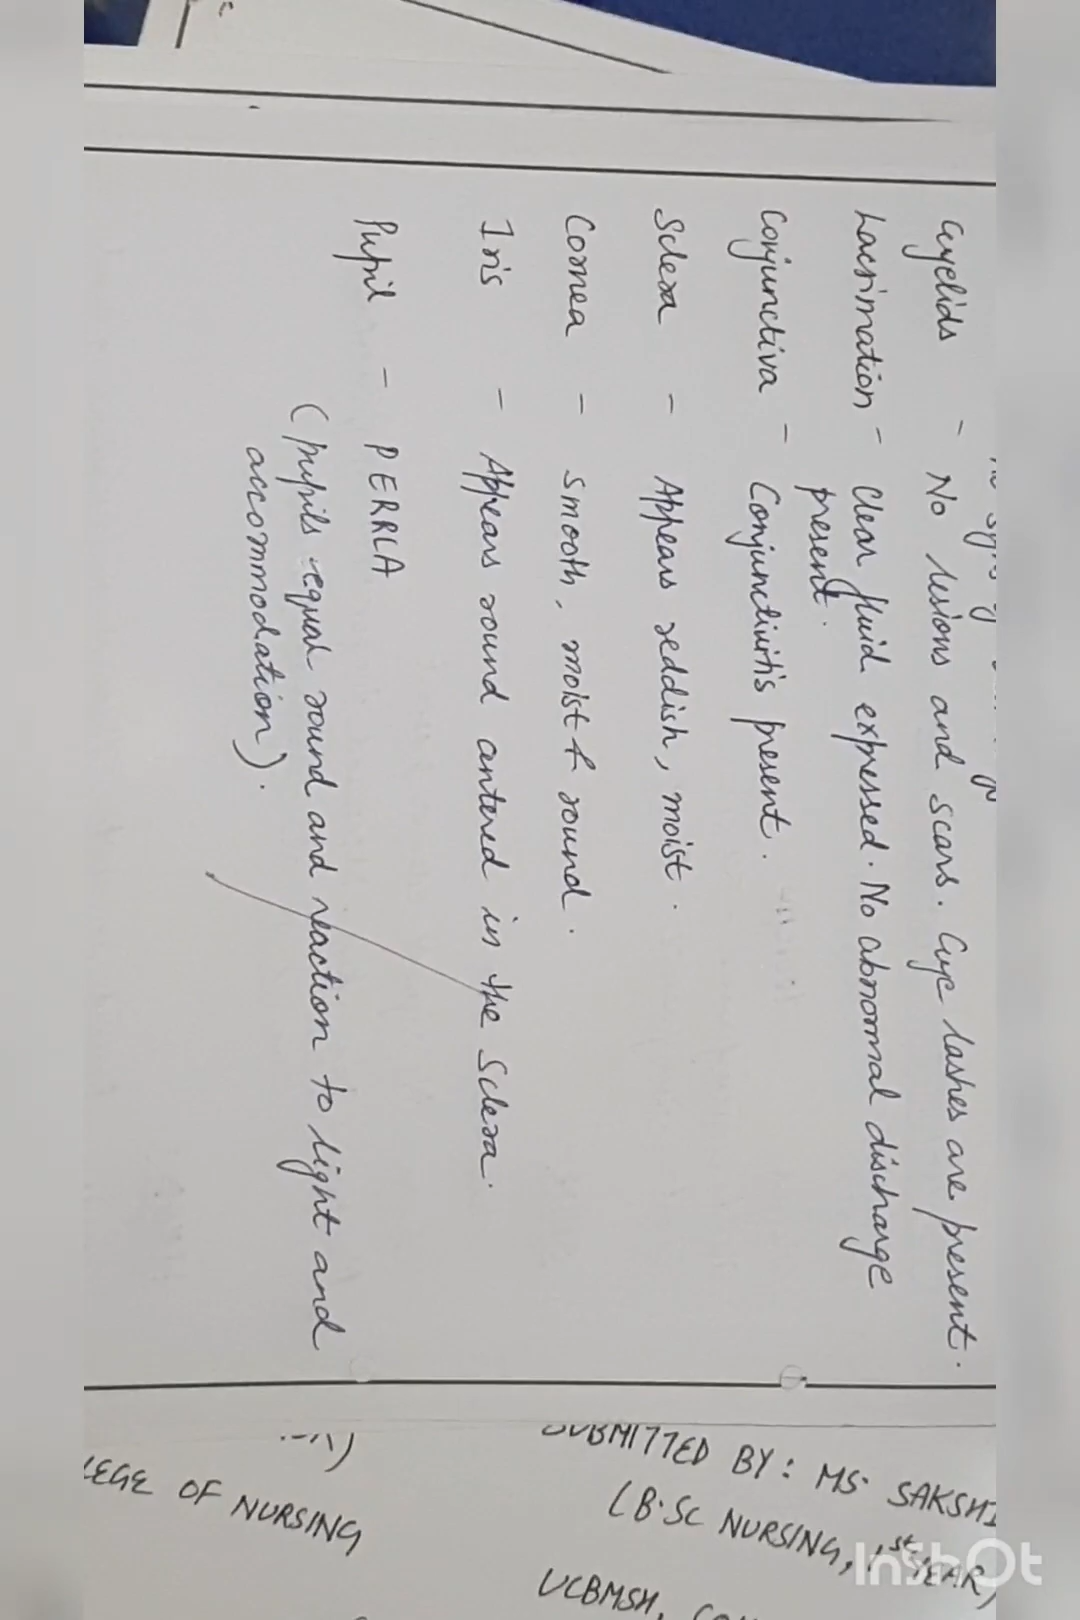 Eyelids - No lesions and scars. Eye lashes are present.
Lacrimation - Clear fluid expressed. No abnormal discharge
present.
Conjunctiva - Conjunctivitis present.
Sclera - Appears reddish, moist.
Cornea - Smooth, moist & round.
Iris - Appears round antered in the Sclera.
Pupil - PERRLA
(pupils equal round and reaction to light and
accommodation).
SUBMITTED BY: MS. SAKSHI
(B.SC NURSING, 1st YEAR)
UCBMSH,
OF NURSING
InShOt